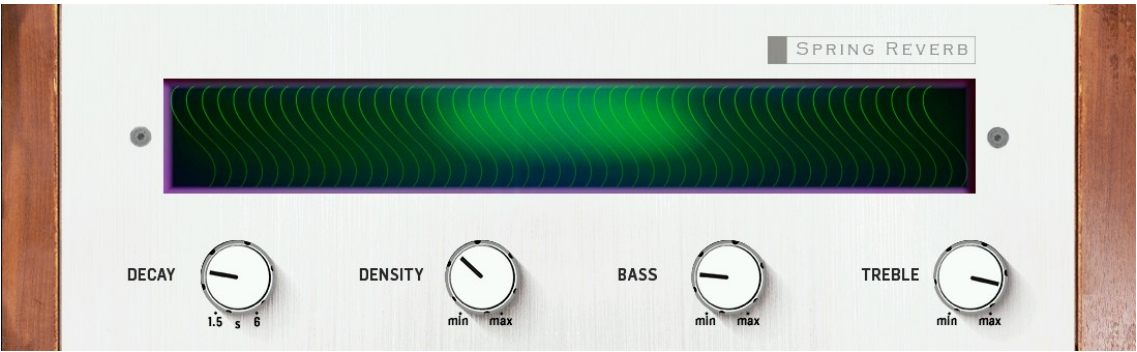 SPRING REVERB
DECAY
DENSITY
BASS
TREBLE
1.5 s 6
min max
min max
min max